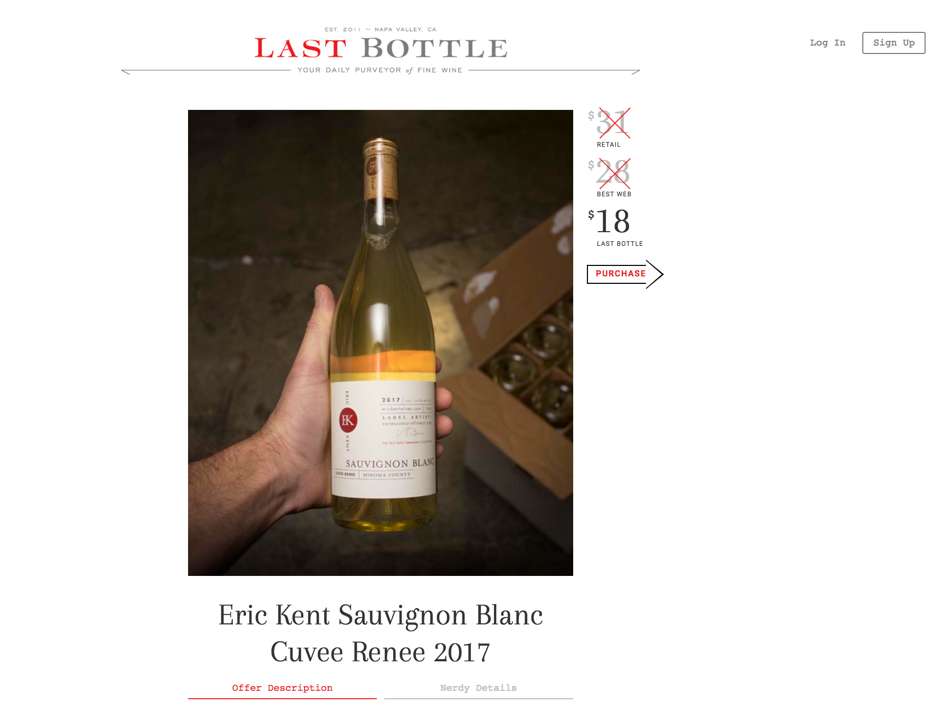 EST. 2011 ~ NAPA VALLEY, CA
LAST BOTTLE
YOUR DAILY PURVEYOR of FINE WINE
Log In
Sign Up
$31
RETAIL
$28
BEST WEB
$18
LAST BOTTLE
PURCHASE
ERIC KENT
EK
2017
LABEL ARTIST
SAUVIGNON BLANC
CUVEE RENEE | SONOMA COUNTY
Eric Kent Sauvignon Blanc
Cuvee Renee 2017
Offer Description
Nerdy Details